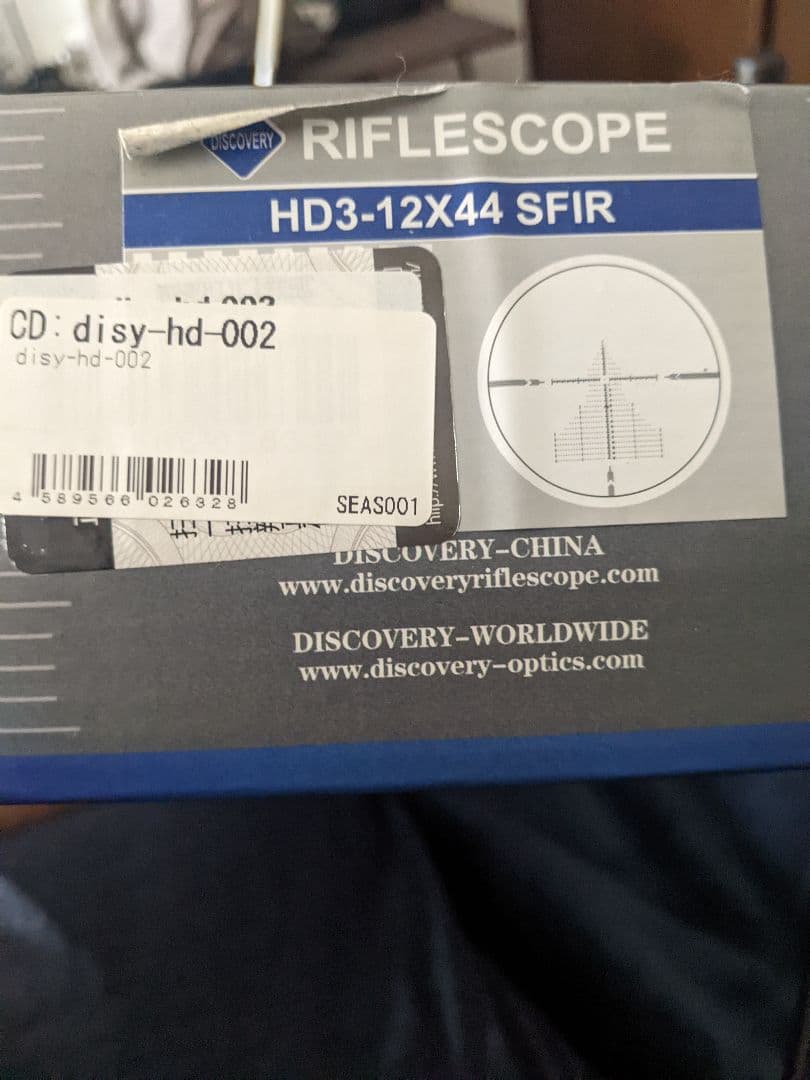 DISCOVERY
RIFLESCOPE
HD3-12X44 SFIR
CD: disy-hd-002
disy-hd-002
4 589566 026328
SEAS001
DISCOVERY-CHINA
www.discoveryriflescope.com
DISCOVERY-WORLDWIDE
www.discovery-optics.com